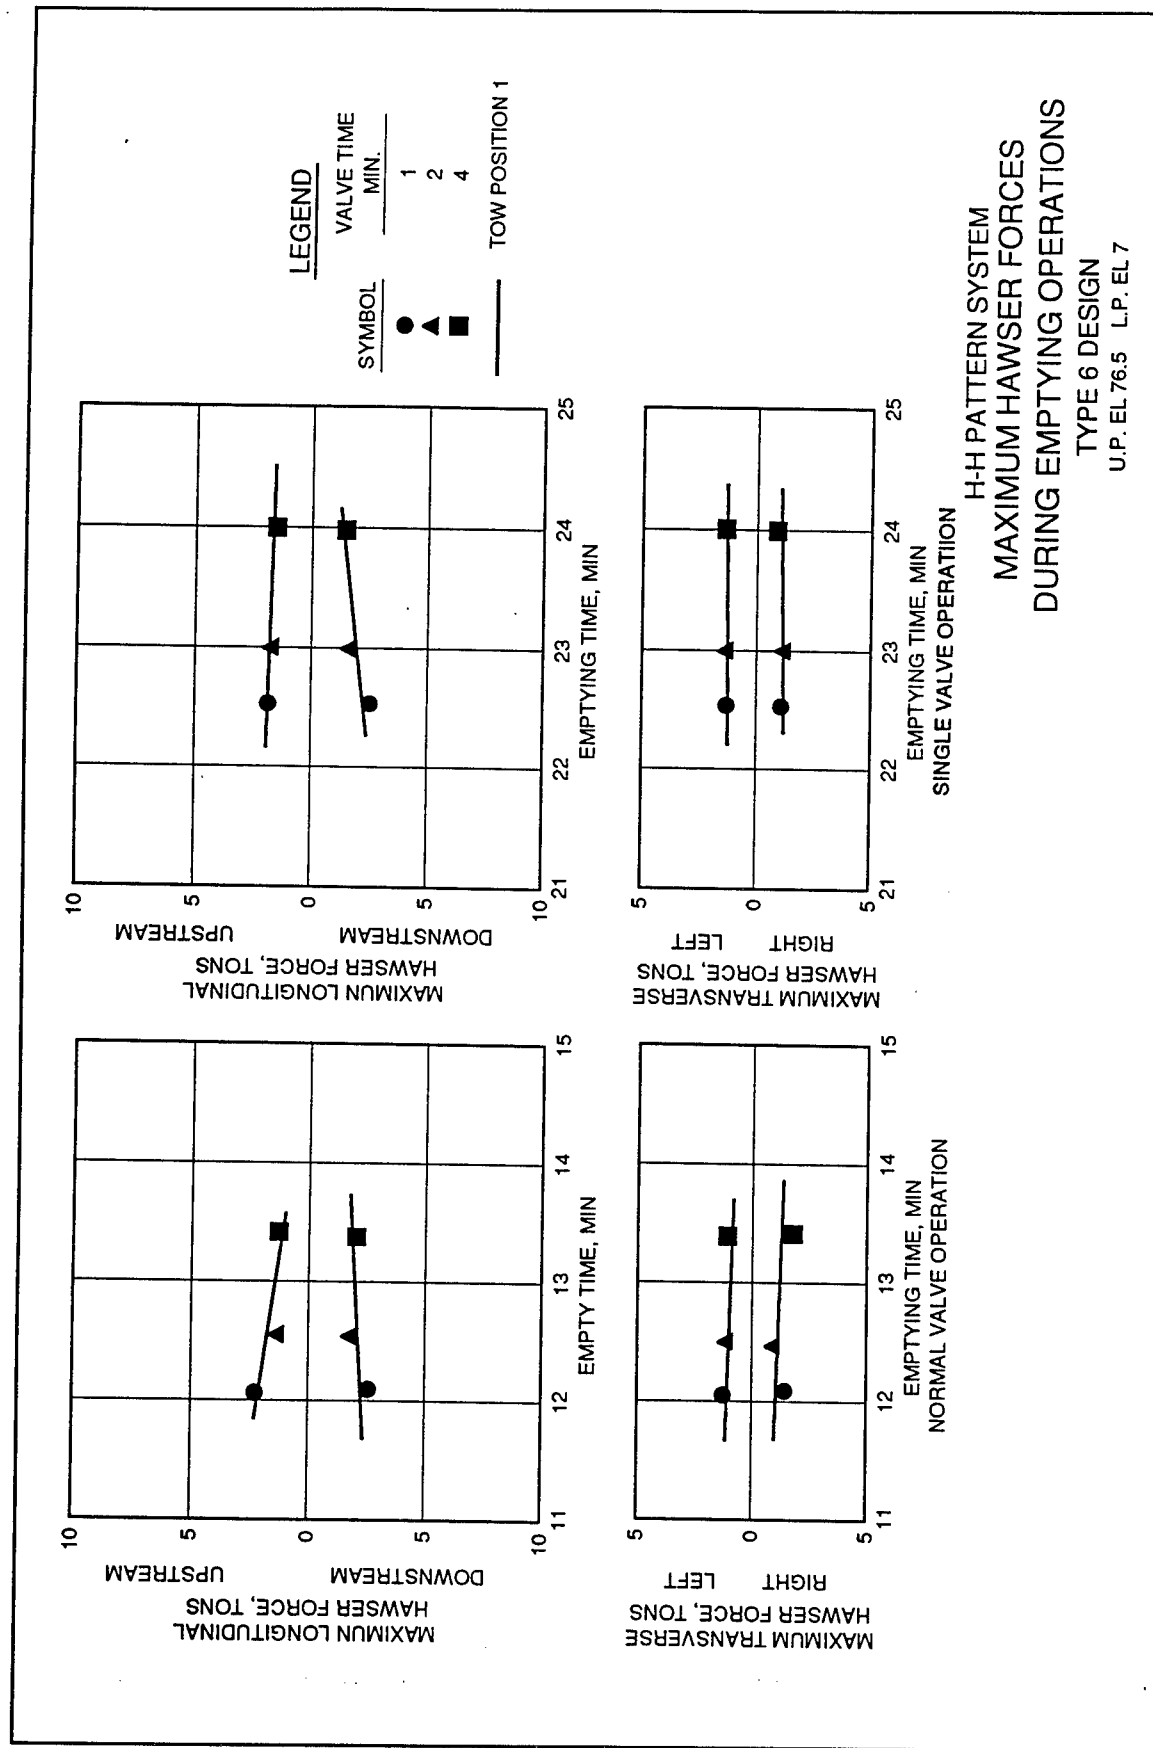 10
5
0
5
10
UPSTREAM
DOWNSTREAM
MAXIMUN LONGITUDINAL
HAWSER FORCE, TONS
11
12
13
14
15
EMPTY TIME, MIN
10
5
0
5
10
UPSTREAM
DOWNSTREAM
MAXIMUN LONGITUDINAL
HAWSER FORCE, TONS
21
22
23
24
25
EMPTYING TIME, MIN
LEGEND
SYMBOL
VALVE TIME
MIN.
1
2
4
TOW POSITION 1
5
0
5
LEFT
RIGHT
MAXIMUM TRANSVERSE
HAWSER FORCE, TONS
11
12
13
14
15
EMPTYING TIME, MIN
NORMAL VALVE OPERATION
5
0
5
LEFT
RIGHT
MAXIMUM TRANSVERSE
HAWSER FORCE, TONS
21
22
23
24
25
EMPTYING TIME, MIN
SINGLE VALVE OPERATIION
H-H PATTERN SYSTEM
MAXIMUM HAWSER FORCES
DURING EMPTYING OPERATIONS
TYPE 6 DESIGN
U.P. EL 76.5 L.P. EL 7